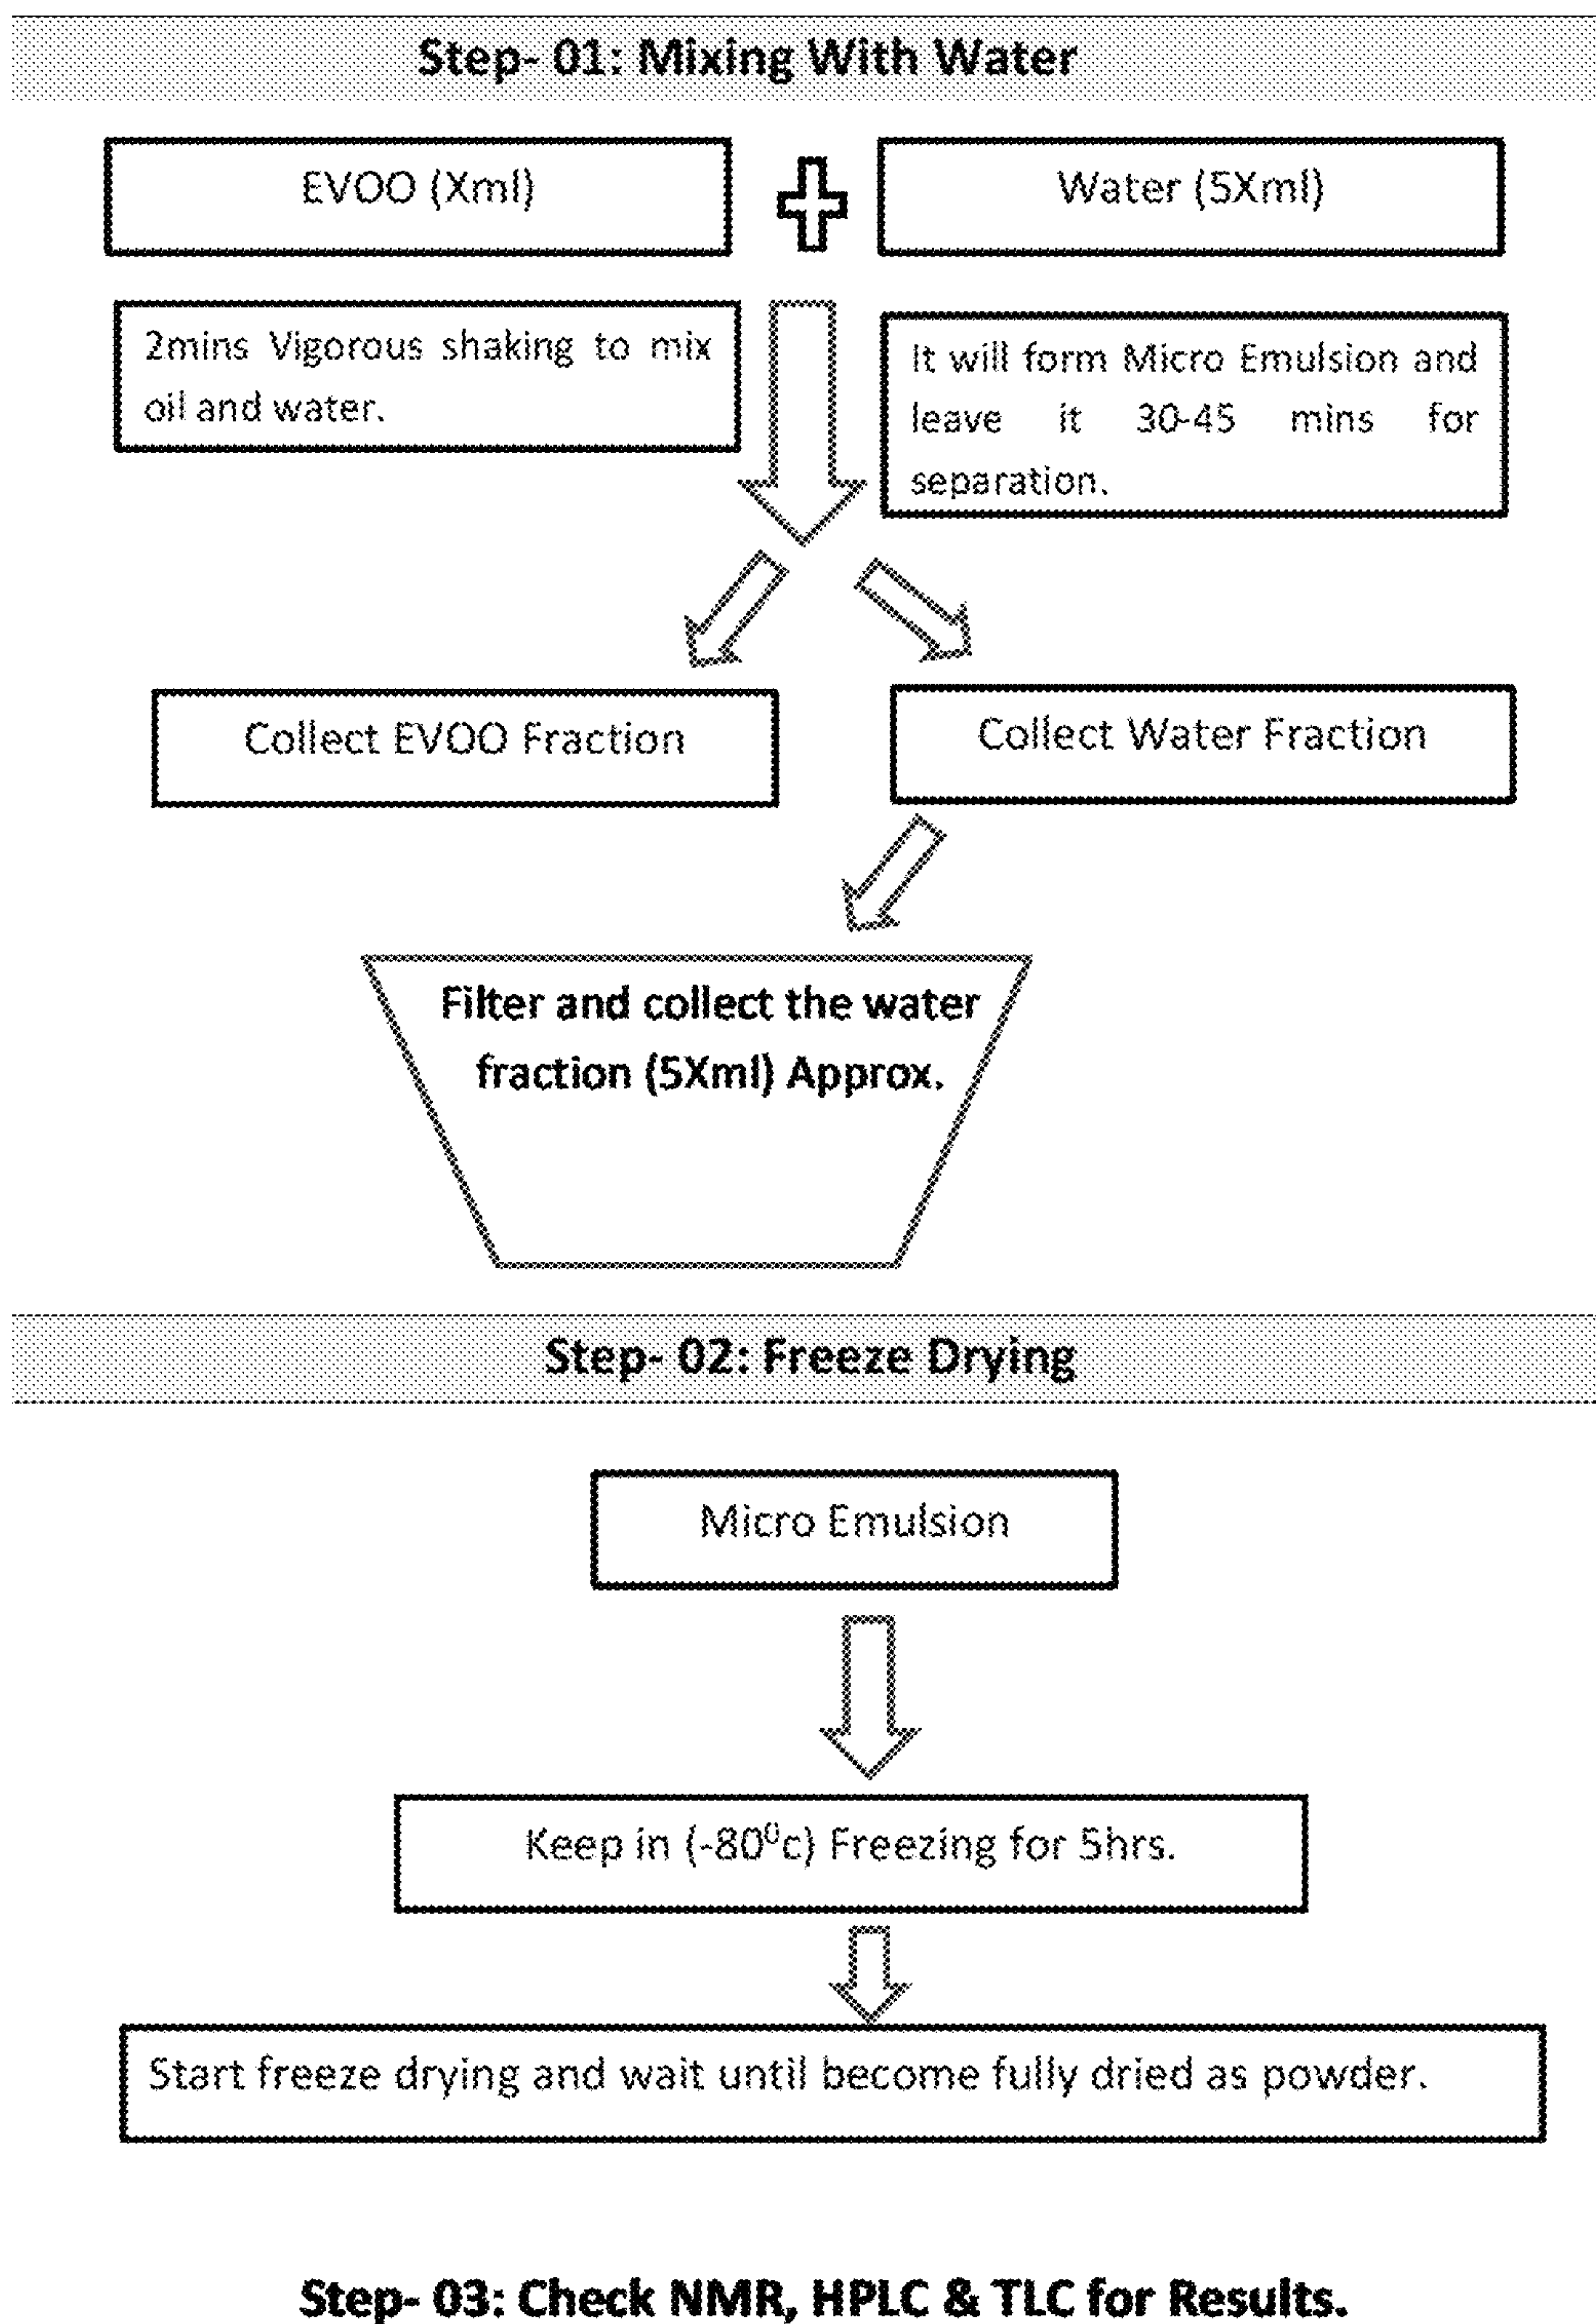 Step- 01: Mixing With Water
EVOO (Xml)
Water (5Xml)
2mins Vigorous shaking to mix
oil and water.
It will form Micro Emulsion and
leave it 30-45 mins for
separation.
Collect EVOO Fraction
Collect Water Fraction
Filter and collect the water
fraction (5Xml) Approx.
Step- 02: Freeze Drying
Micro Emulsion
Keep in (-80⁰c) Freezing for 5hrs.
Start freeze drying and wait until become fully dried as powder.
Step- 03: Check NMR, HPLC & TLC for Results.